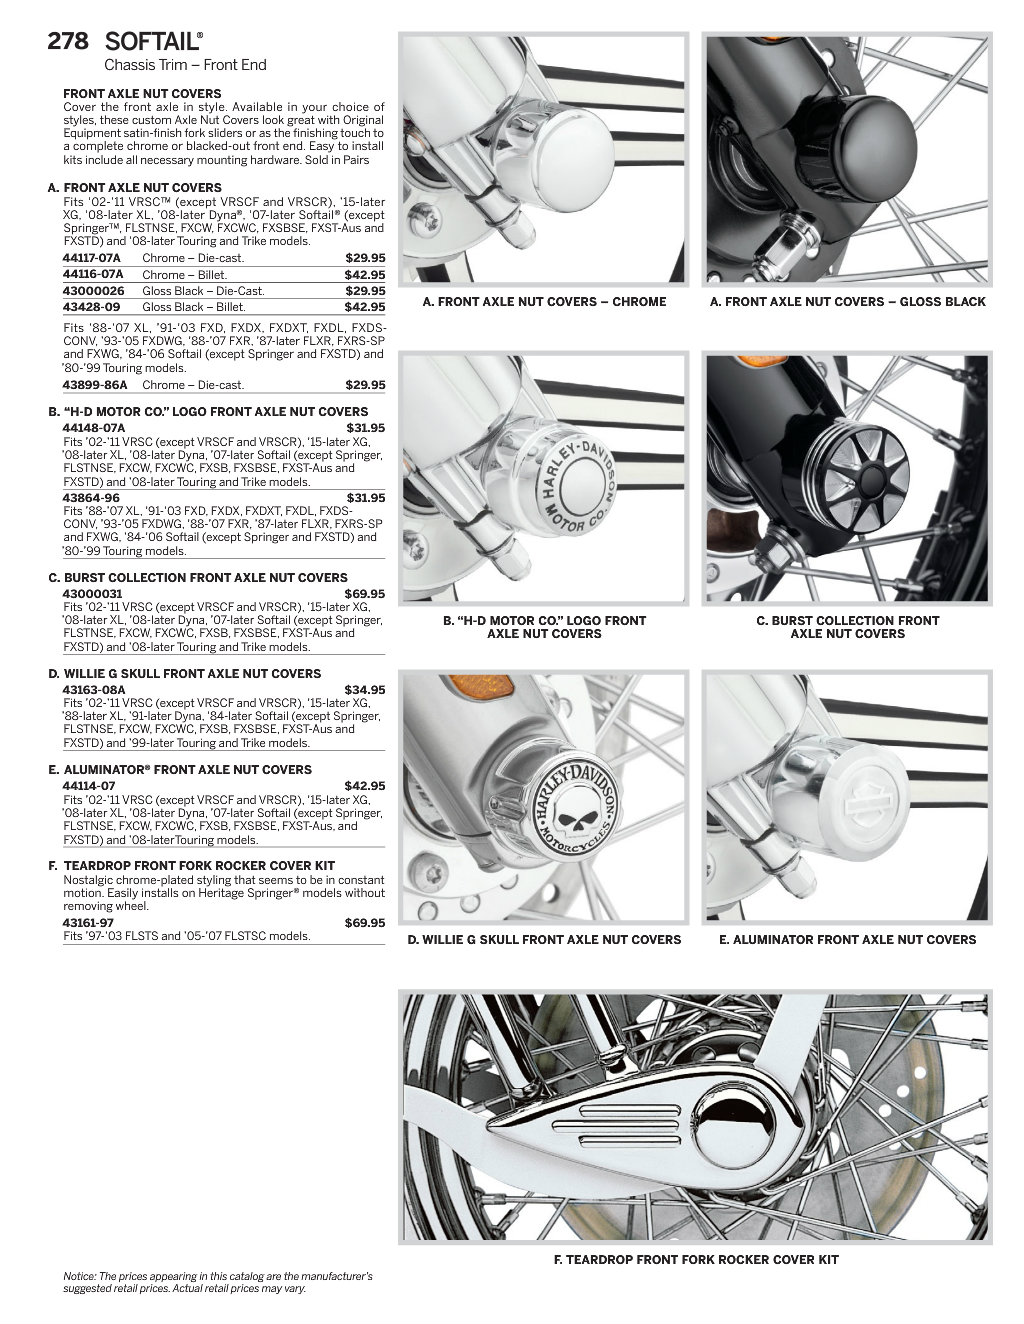 278 SOFTAIL®
Chassis Trim – Front End
FRONT AXLE NUT COVERS
Cover the front axle in style. Available in your choice of
styles, these custom Axle Nut Covers look great with Original
Equipment satin-finish fork sliders or as the finishing touch to
a complete chrome or blacked-out front end. Easy to install
kits include all necessary mounting hardware. Sold in Pairs
A. FRONT AXLE NUT COVERS
Fits '02-'11 VRSC™ (except VRSCF and VRSCR), '15-later
XG, '08-later XL, '08-later Dyna®, '07-later Softail® (except
Springer™, FLSTNSE, FXCW, FXCWC, FXSBSE, FXST-Aus and
FXSTD) and '08-later Touring and Trike models.
44117-07A Chrome – Die-cast. $29.95
44116-07A Chrome – Billet. $42.95
43000026 Gloss Black – Die-Cast. $29.95
43428-09 Gloss Black – Billet. $42.95
Fits '88-'07 XL, '91-'03 FXD, FXDX, FXDXT, FXDL, FXDS-
CONV, '93-'05 FXDWG, '88-'07 FXR, '87-later FLXR, FXRS-SP
and FXWG, '84-'06 Softail (except Springer and FXSTD) and
'80-'99 Touring models.
43899-86A Chrome – Die-cast. $29.95
B. “H-D MOTOR CO.” LOGO FRONT AXLE NUT COVERS
44148-07A $31.95
Fits '02-'11 VRSC (except VRSCF and VRSCR), '15-later XG,
'08-later XL, '08-later Dyna, '07-later Softail (except Springer,
FLSTNSE, FXCW, FXCWC, FXSB, FXSBSE, FXST-Aus and
FXSTD) and '08-later Touring and Trike models.
43864-96 $31.95
Fits '88-'07 XL, '91-'03 FXD, FXDX, FXDXT, FXDL, FXDS-
CONV, '93-'05 FXDWG, '88-'07 FXR, '87-later FLXR, FXRS-SP
and FXWG, '84-'06 Softail (except Springer and FXSTD) and
'80-'99 Touring models.
C. BURST COLLECTION FRONT AXLE NUT COVERS
43000031 $69.95
Fits '02-'11 VRSC (except VRSCF and VRSCR), '15-later XG,
'08-later XL, '08-later Dyna, '07-later Softail (except Springer,
FLSTNSE, FXCW, FXCWC, FXSB, FXSBSE, FXST-Aus and
FXSTD) and '08-later Touring and Trike models.
D. WILLIE G SKULL FRONT AXLE NUT COVERS
43163-08A $34.95
Fits '02-'11 VRSC (except VRSCF and VRSCR), '15-later XG,
'88-later XL, '91-later Dyna, '84-later Softail (except Springer,
FLSTNSE, FXCW, FXCWC, FXSB, FXSBSE, FXST-Aus and
FXSTD) and '99-later Touring and Trike models.
E. ALUMINATOR® FRONT AXLE NUT COVERS
44114-07 $42.95
Fits '02-'11 VRSC (except VRSCF and VRSCR), '15-later XG,
'08-later XL, '08-later Dyna, '07-later Softail (except Springer,
FLSTNSE, FXCW, FXCWC, FXSB, FXSBSE, FXST-Aus, and
FXSTD) and '08-laterTouring models.
F. TEARDROP FRONT FORK ROCKER COVER KIT
Nostalgic chrome-plated styling that seems to be in constant
motion. Easily installs on Heritage Springer® models without
removing wheel.
43161-97 $69.95
Fits '97-'03 FLSTS and '05-'07 FLSTSC models.
Notice: The prices appearing in this catalog are the manufacturer's
suggested retail prices. Actual retail prices may vary.
A. FRONT AXLE NUT COVERS – CHROME
A. FRONT AXLE NUT COVERS – GLOSS BLACK
HARLEY-DAVIDSON
MOTOR CO.
B. “H-D MOTOR CO.” LOGO FRONT
AXLE NUT COVERS
C. BURST COLLECTION FRONT
AXLE NUT COVERS
HARLEY-DAVIDSON
MOTORCYCLES
D. WILLIE G SKULL FRONT AXLE NUT COVERS
E. ALUMINATOR FRONT AXLE NUT COVERS
F. TEARDROP FRONT FORK ROCKER COVER KIT